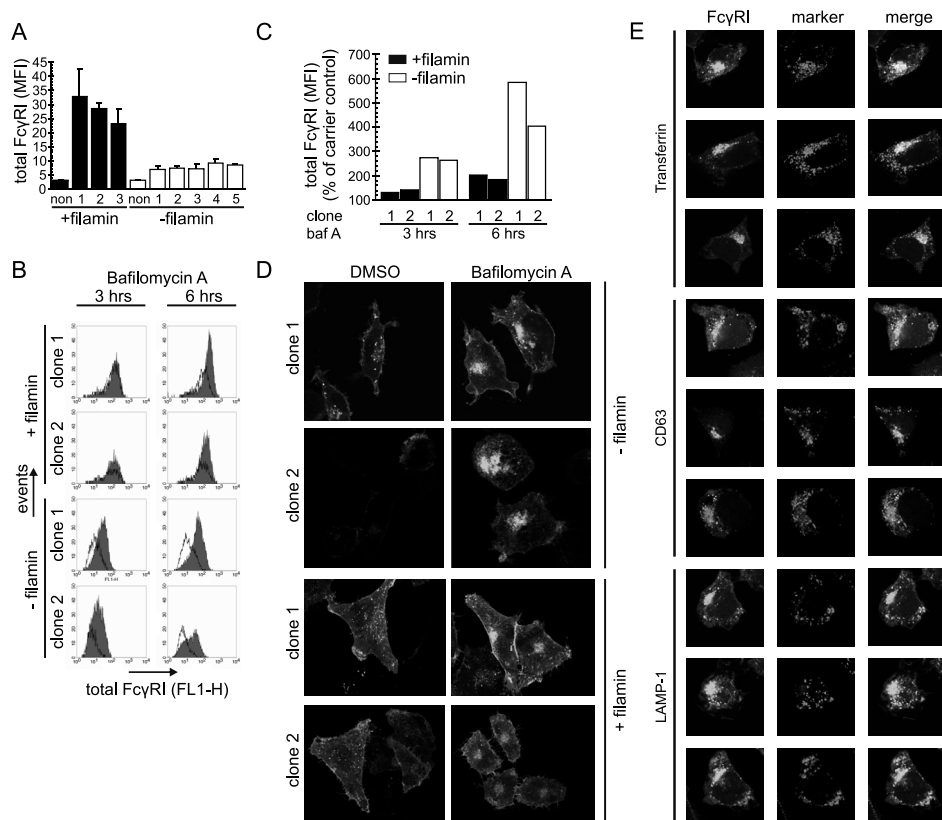 A
total FcγRI (MFI)
45
40
35
30
25
20
15
10
5
0
non 1 2 3 non 1 2 3 4 5
+filamin -filamin
B
Bafilomycin A
3 hrs 6 hrs
+ filamin
clone 1
clone 2
- filamin
clone 1
clone 2
events
FL1-H
total FcγRI (FL1-H)
C
total FcγRI (MFI)
(% of carrier control)
+filamin
-filamin
700
600
500
400
300
200
100
clone 1 2 1 2 1 2 1 2
baf A 3 hrs 6 hrs
D
DMSO Bafilomycin A
clone 1
clone 2
- filamin
clone 1
clone 2
+ filamin
E
FcγRI marker merge
Transferrin
CD63
LAMP-1